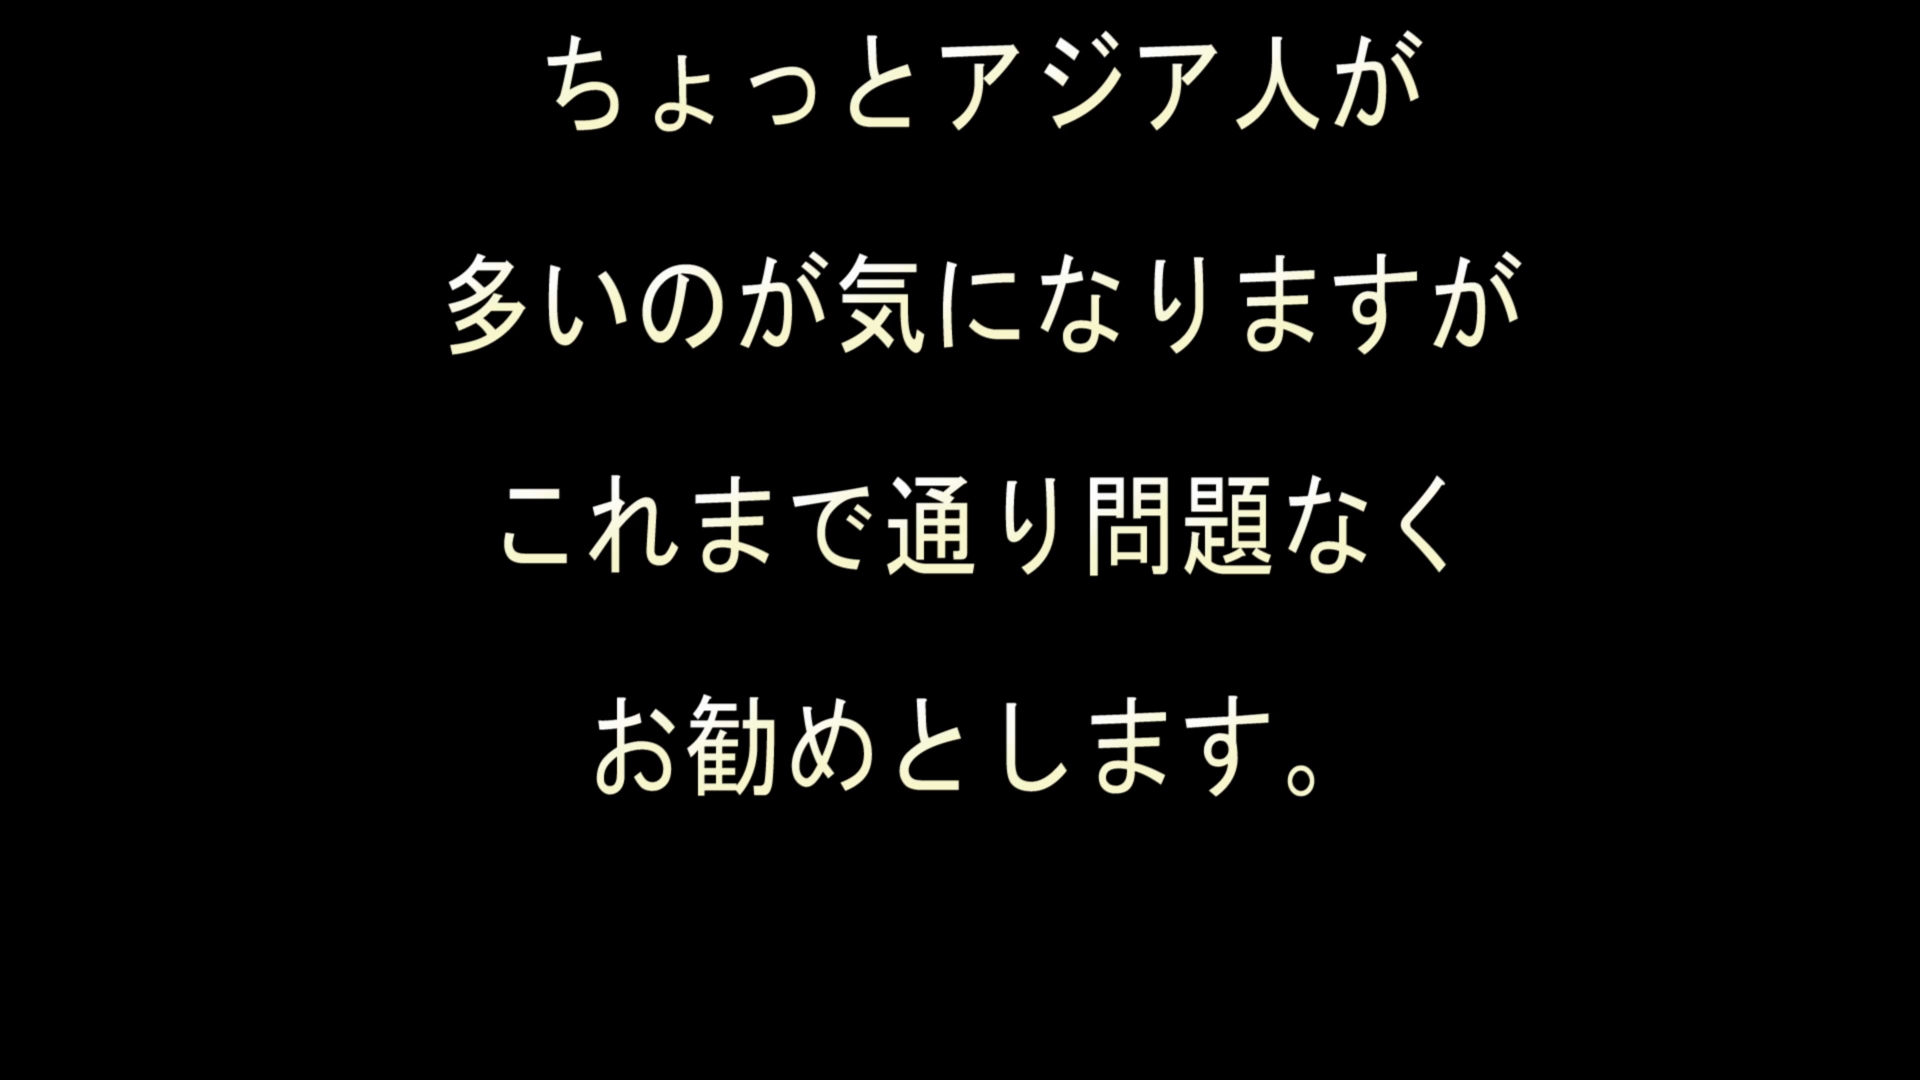 ちょっとアジア人が
多いのが気になりますが
これまで通り問題なく
お勧めとします。